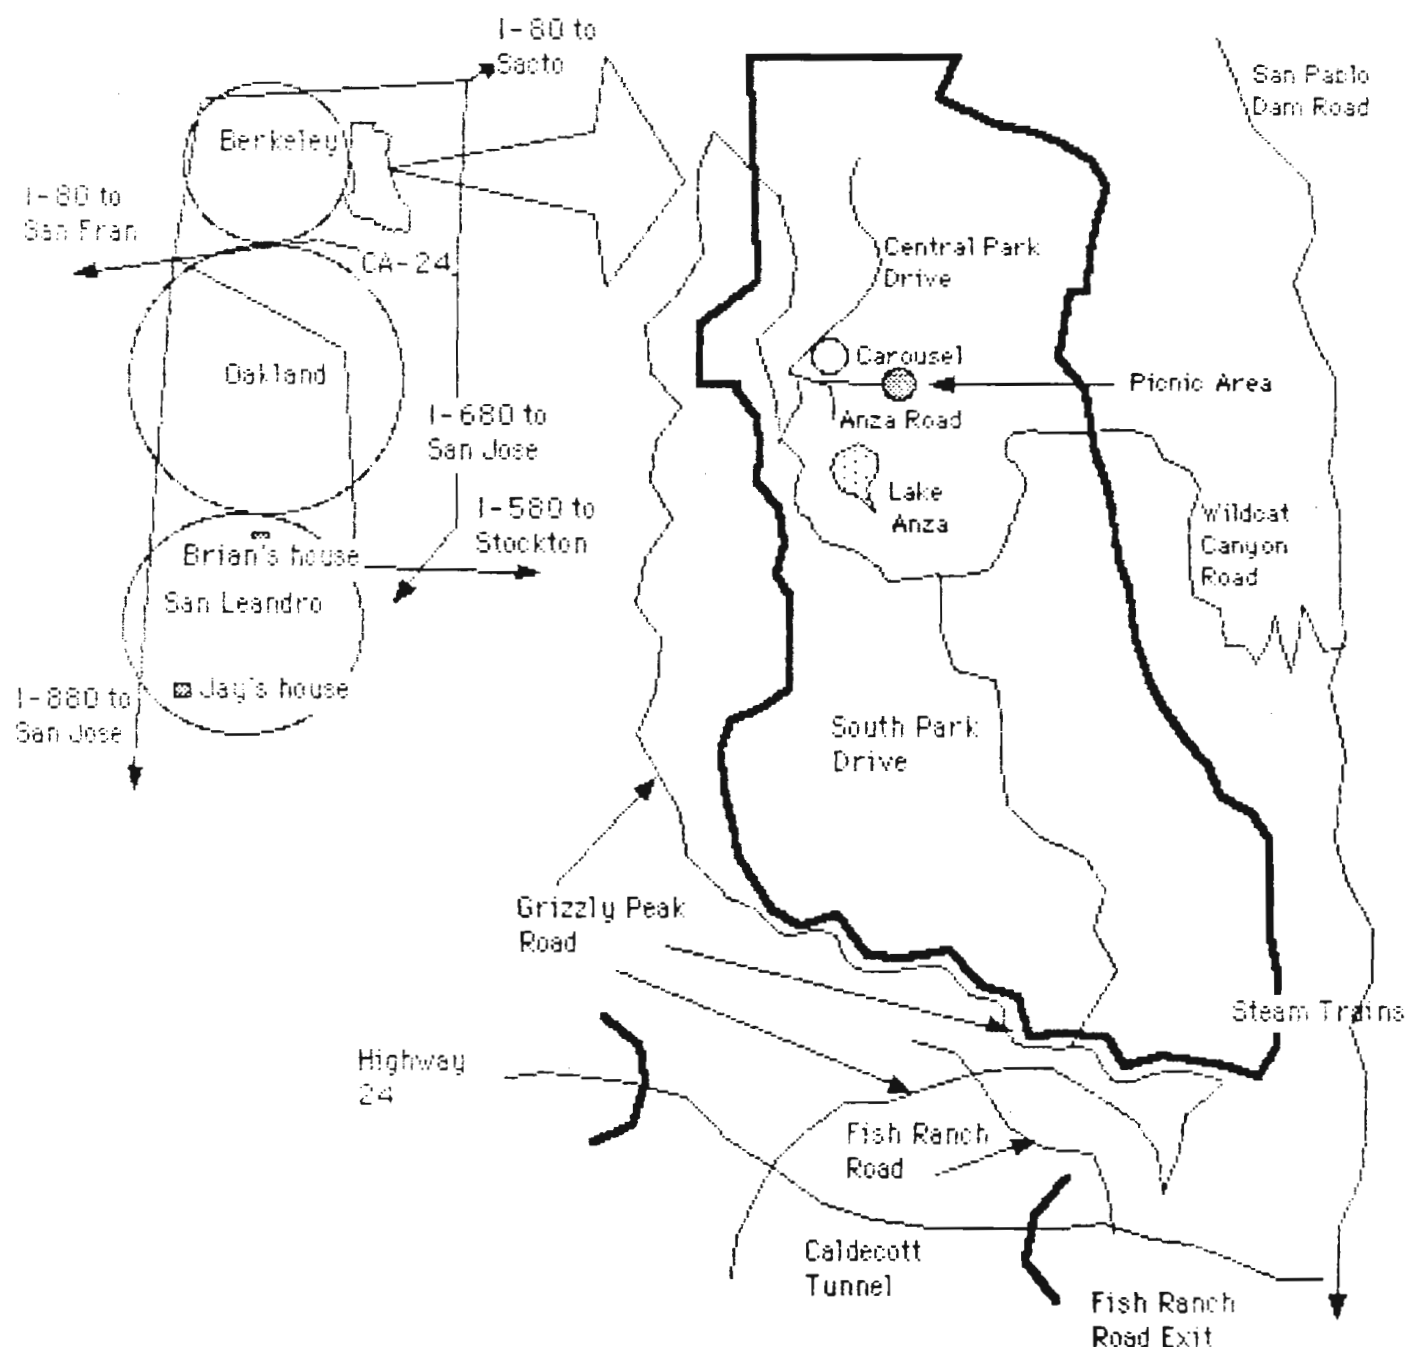 I-80 to
Sacto
Berkeley
I-80 to
San Fran
CA-24
Oakland
I-680 to
San Jose
I-580 to
Stockton
Brian's house
San Leandro
Jay's house
I-880 to
San Jose
San Pablo
Dam Road
Central Park
Drive
Carousel
Picnic Area
Anza Road
Lake
Anza
Wildcat
Canyon
Road
South Park
Drive
Grizzly Peak
Road
Steam Trains
Highway
24
Fish Ranch
Road
Caldecott
Tunnel
Fish Ranch
Road Exit